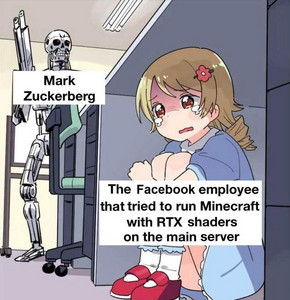 Mark
Zuckerberg
The Facebook employee
that tried to run Minecraft
with RTX shaders
on the main server